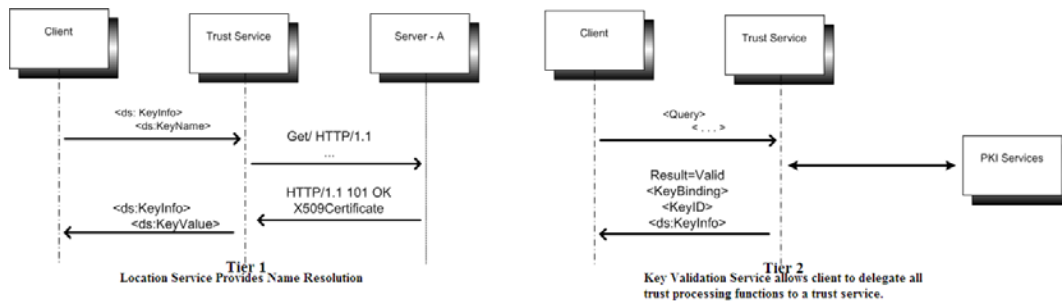 Client
Trust Service
Server - A
<ds: KeyInfo>
<ds:KeyName>
Get/ HTTP/1.1
...
HTTP/1.1 101 OK
X509Certificate
<ds:KeyInfo>
<ds:KeyValue>
Tier 1
Location Service Provides Name Resolution
Client
Trust Service
<Query>
< . . . >
PKI Services
Result=Valid
<KeyBinding>
<KeyID>
<ds:KeyInfo>
Tier 2
Key Validation Service allows client to delegate all
trust processing functions to a trust service.